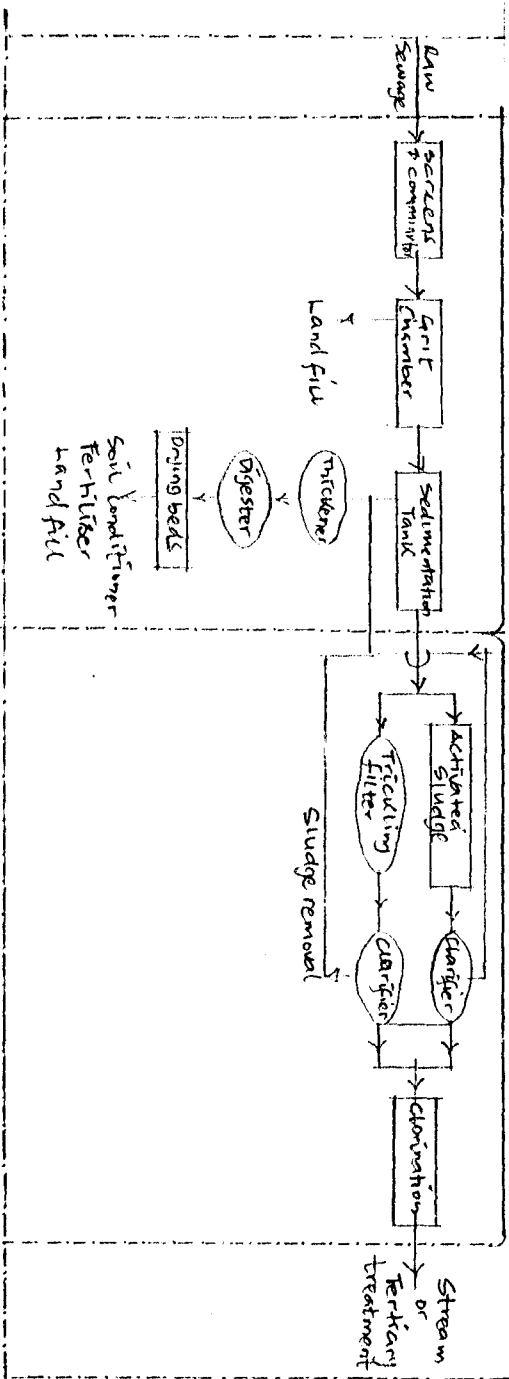 Raw
Sewage
Screens
+ comminutor
Grit
Chamber
Land fill
Sedimentation
Tank
Thickener
Digester
Drying beds
Soil conditioner
Fertiliser
Land fill
Activated
Sludge
Clarifier
Trickling
filter
Clarifier
Sludge removal
Chlorination
Stream
or
Tertiary
treatment